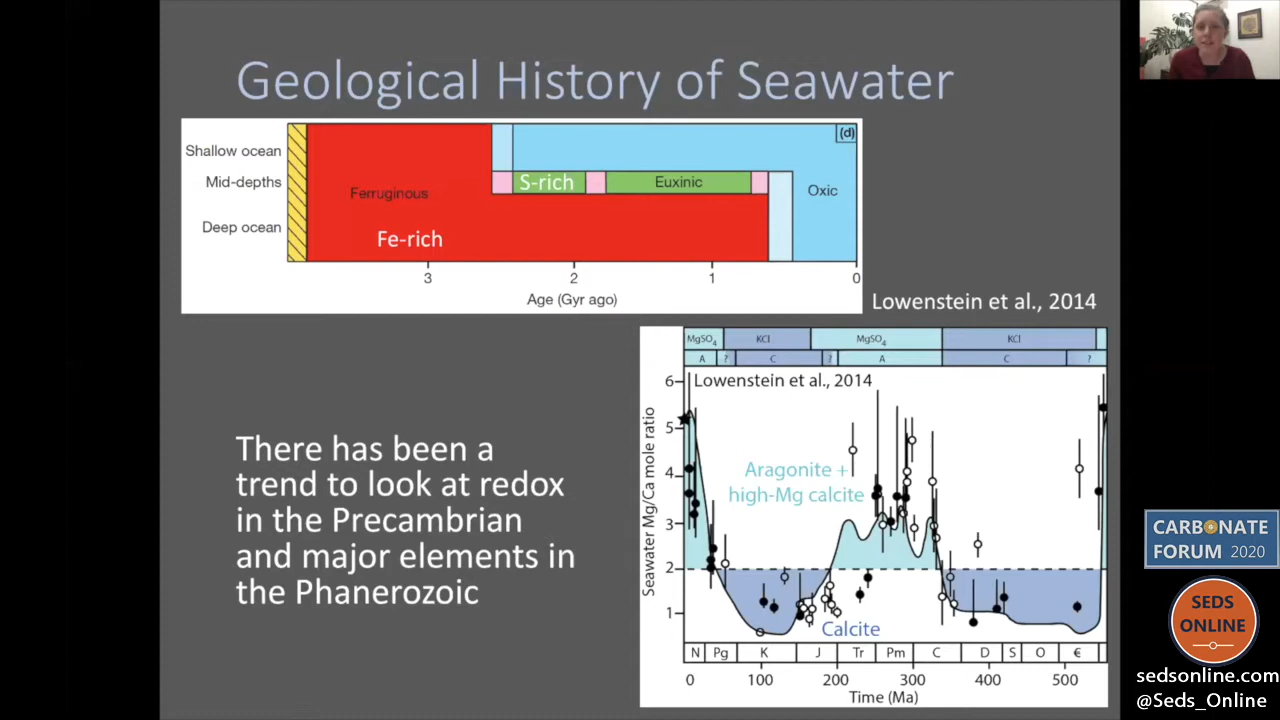 Geological History of Seawater
(d)
Shallow ocean
Mid-depths
Deep ocean
Ferruginous
S-rich
Euxinic
Oxic
Fe-rich
3
2
1
0
Age (Gyr ago)
Lowenstein et al., 2014
MgSO4
KCl
MgSO4
KCl
A
?
C
?
A
C
?
Lowenstein et al., 2014
6
5
4
3
2
1
Seawater Mg/Ca mole ratio
Aragonite +
high-Mg calcite
Calcite
N Pg K J Tr Pm C D S O €
0 100 200 300 400 500
Time (Ma)
There has been a
trend to look at redox
in the Precambrian
and major elements in
the Phanerozoic
CARBONATE
FORUM 2020
SEDS
ONLINE
sedsonline.com
@Seds_Online